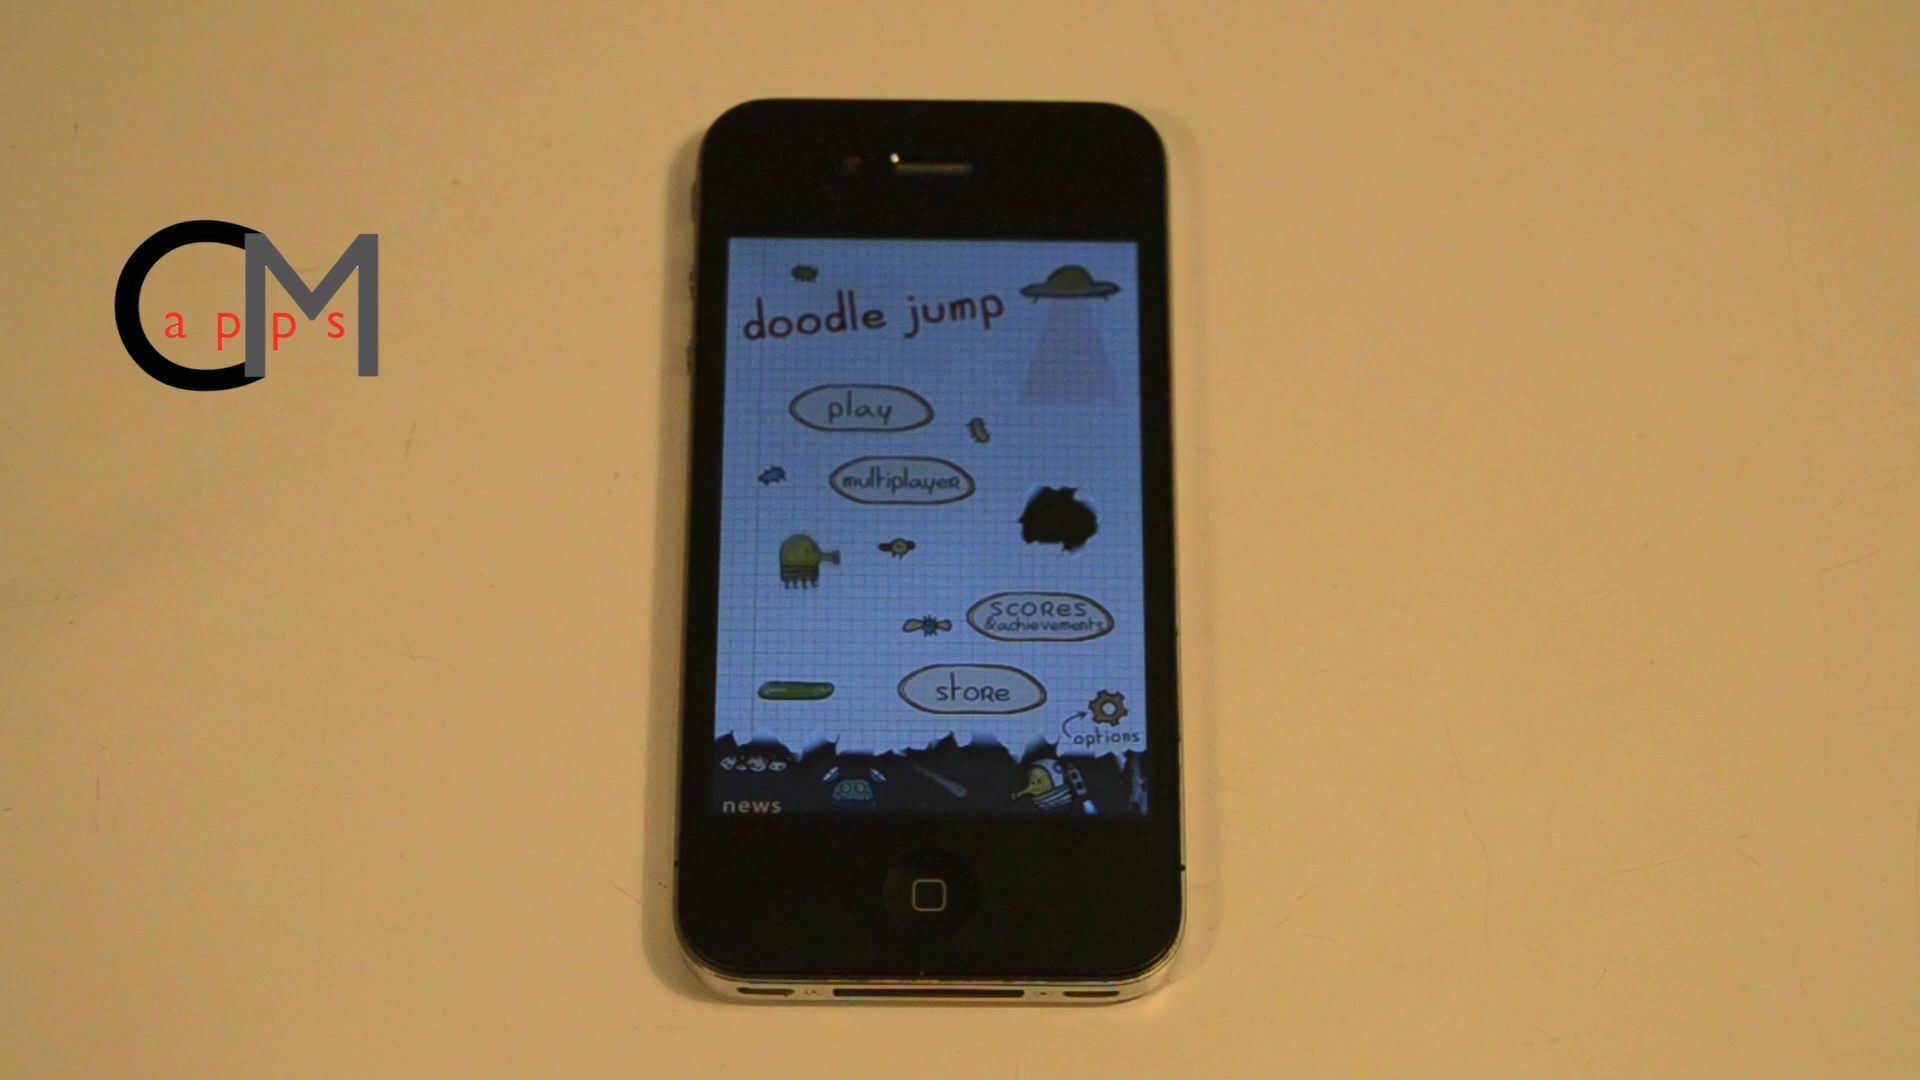 CM
apps
doodle jump
play
multiplayer
scores
& achievements
store
options
news